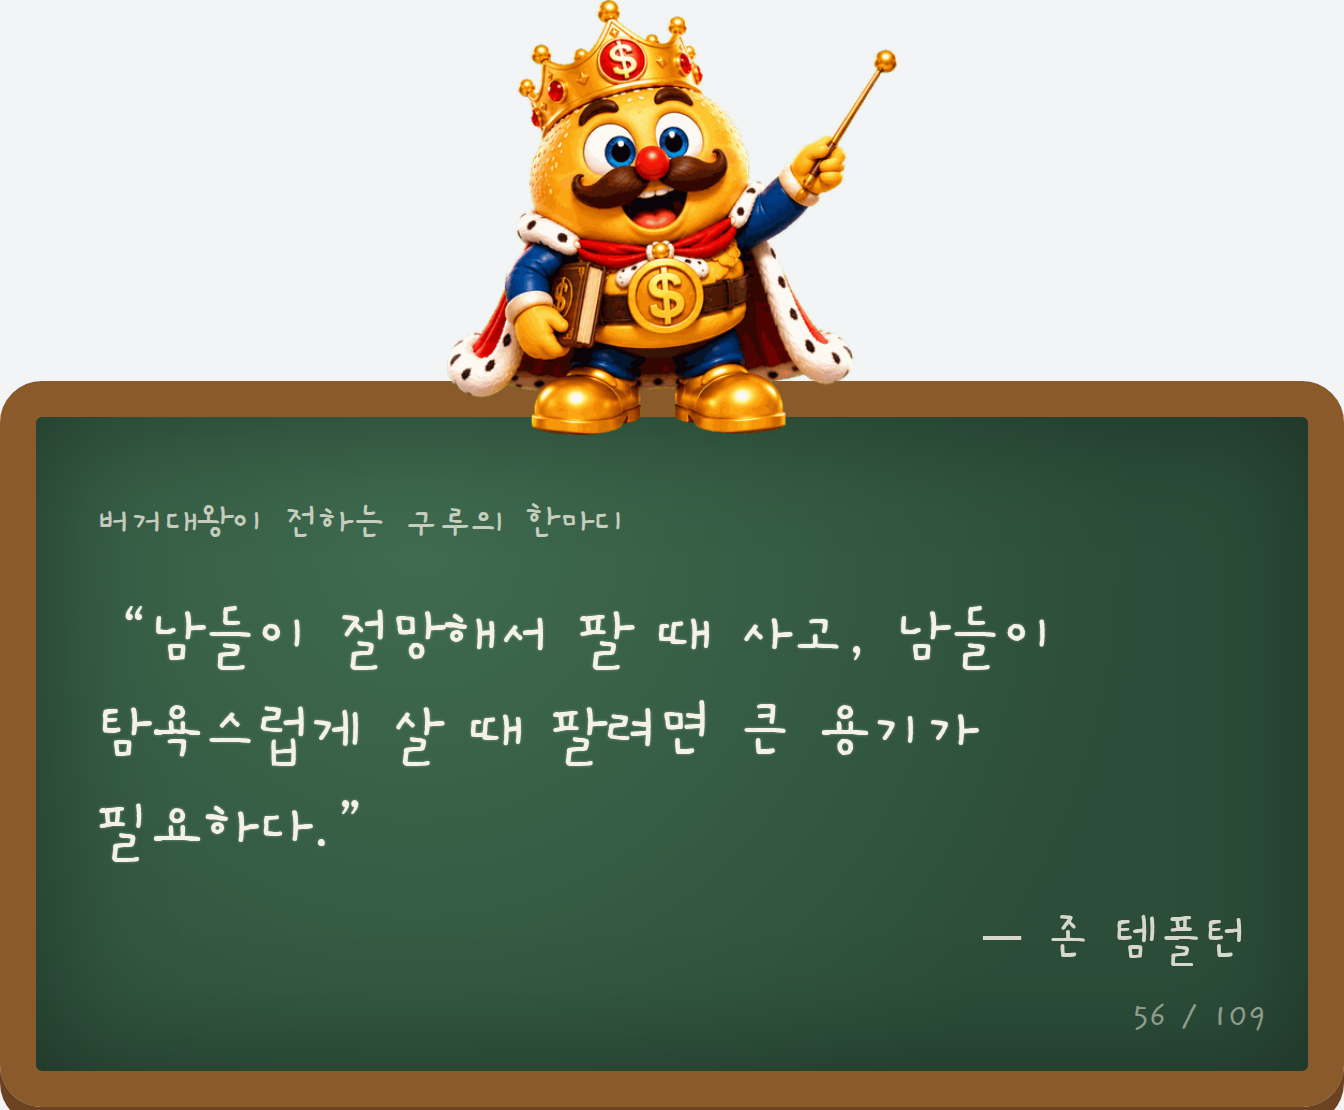 $
$
$
버거대왕이 전하는 구루의 한마디
“남들이 절망해서 팔 때 사고, 남들이
탐욕스럽게 살 때 팔려면 큰 용기가
필요하다.”
— 존 템플턴
56 / 109